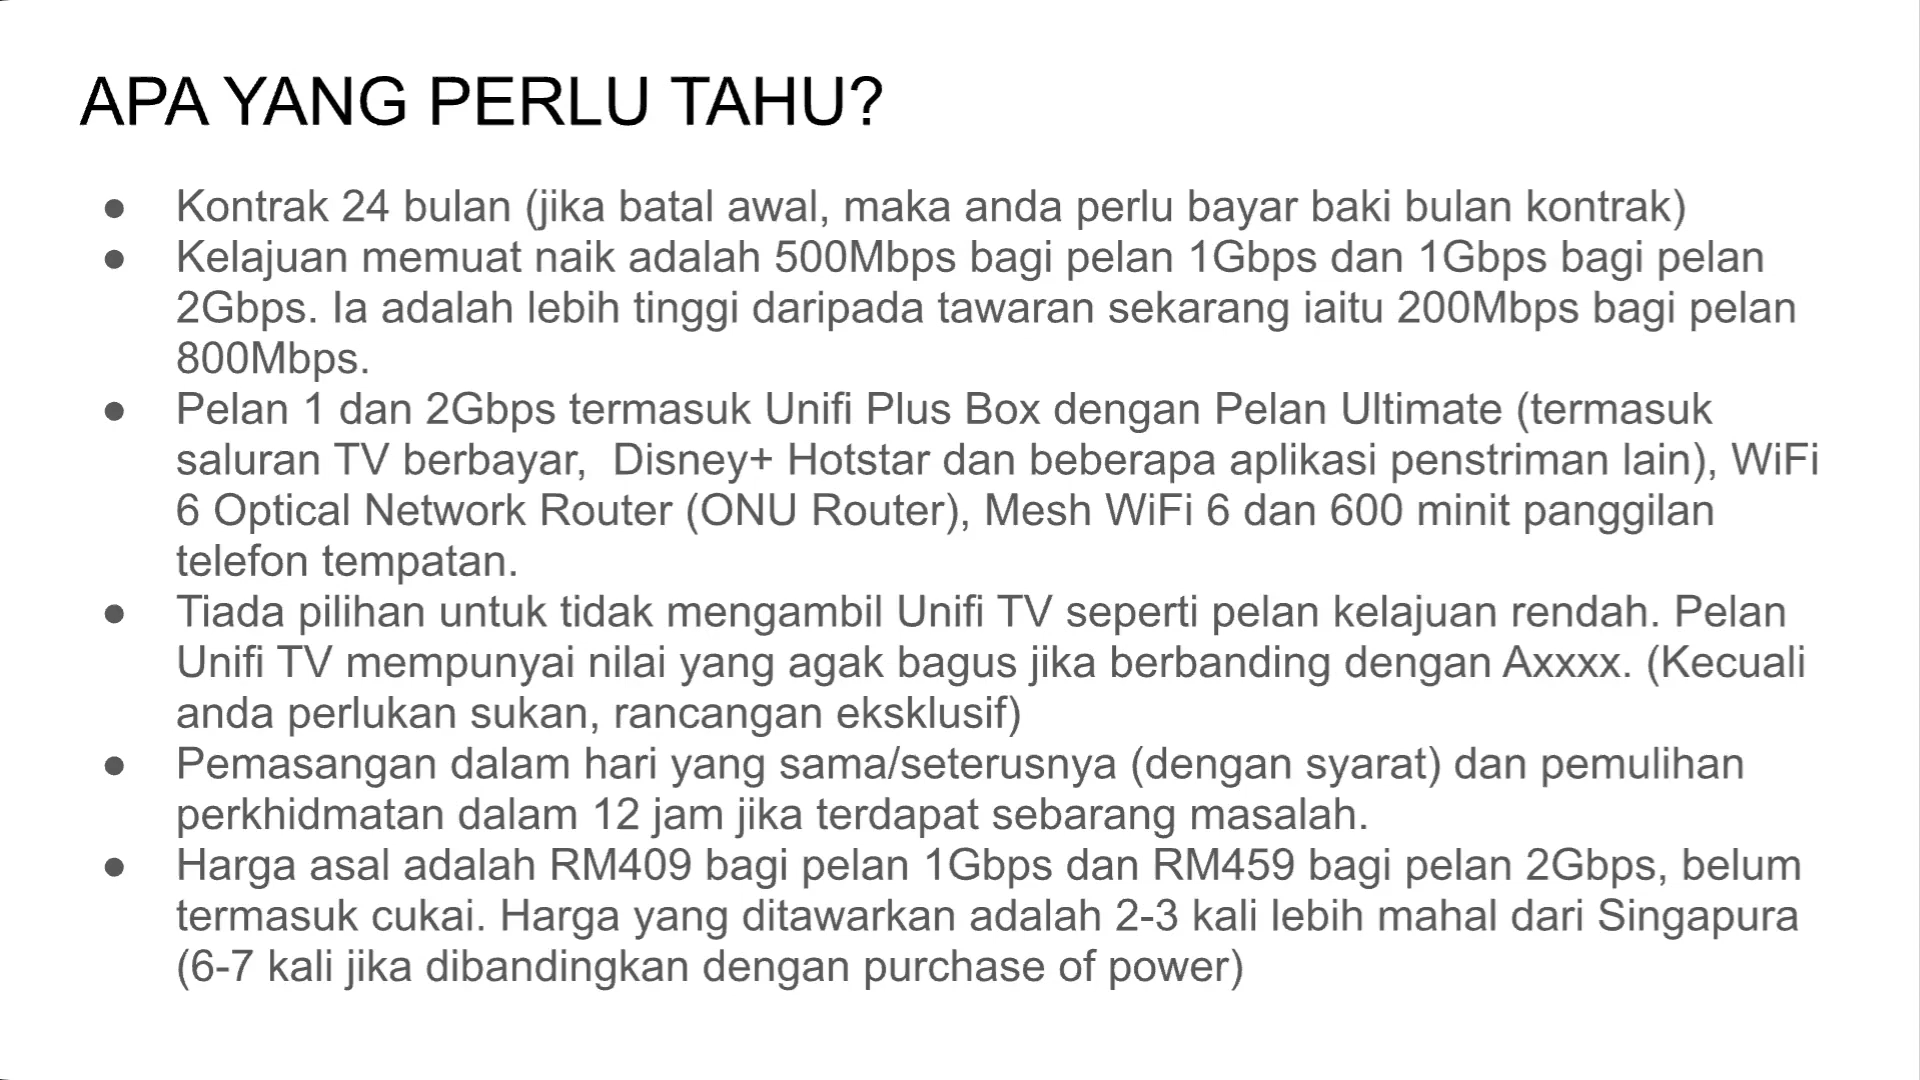 APA YANG PERLU TAHU?
● Kontrak 24 bulan (jika batal awal, maka anda perlu bayar baki bulan kontrak)
● Kelajuan memuat naik adalah 500Mbps bagi pelan 1Gbps dan 1Gbps bagi pelan
2Gbps. Ia adalah lebih tinggi daripada tawaran sekarang iaitu 200Mbps bagi pelan
800Mbps.
● Pelan 1 dan 2Gbps termasuk Unifi Plus Box dengan Pelan Ultimate (termasuk
saluran TV berbayar,  Disney+ Hotstar dan beberapa aplikasi penstriman lain), WiFi
6 Optical Network Router (ONU Router), Mesh WiFi 6 dan 600 minit panggilan
telefon tempatan.
● Tiada pilihan untuk tidak mengambil Unifi TV seperti pelan kelajuan rendah. Pelan
Unifi TV mempunyai nilai yang agak bagus jika berbanding dengan Axxxx. (Kecuali
anda perlukan sukan, rancangan eksklusif)
● Pemasangan dalam hari yang sama/seterusnya (dengan syarat) dan pemulihan
perkhidmatan dalam 12 jam jika terdapat sebarang masalah.
● Harga asal adalah RM409 bagi pelan 1Gbps dan RM459 bagi pelan 2Gbps, belum
termasuk cukai. Harga yang ditawarkan adalah 2-3 kali lebih mahal dari Singapura
(6-7 kali jika dibandingkan dengan purchase of power)